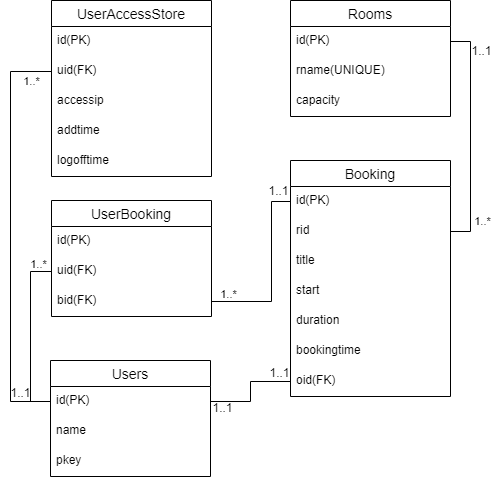 UserAccessStore
id(PK)
uid(FK)
accessip
addtime
logofftime
1..*
Rooms
id(PK)
rname(UNIQUE)
capacity
1..1
UserBooking
id(PK)
uid(FK)
bid(FK)
1..*
1..*
Booking
id(PK)
rid
title
start
duration
bookingtime
oid(FK)
1..1
1..*
1..1
Users
id(PK)
name
pkey
1..1
1..1